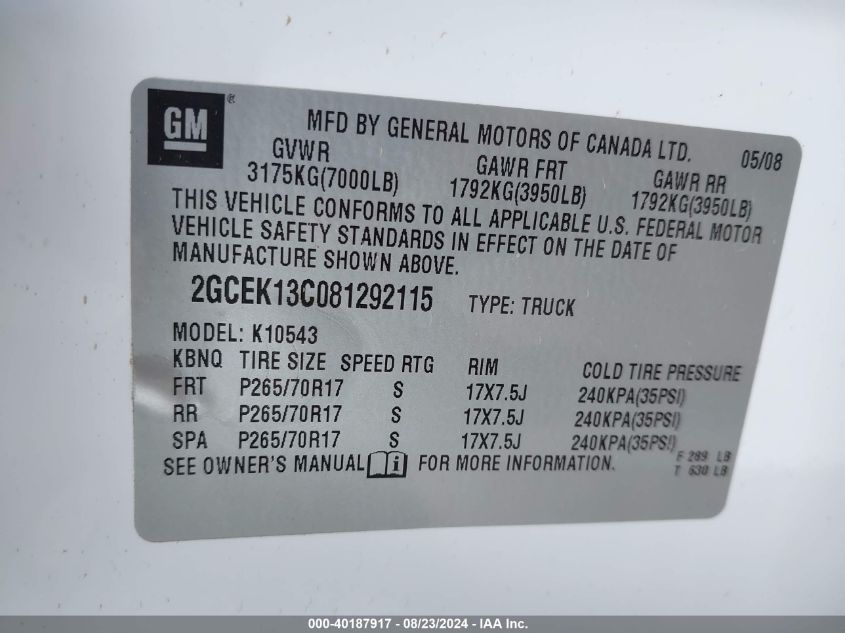 GM ®
MFD BY GENERAL MOTORS OF CANADA LTD. 05/08
GVWR GAWR FRT GAWR RR
3175KG(7000LB) 1792KG(3950LB) 1792KG(3950LB)
THIS VEHICLE CONFORMS TO ALL APPLICABLE U.S. FEDERAL MOTOR
VEHICLE SAFETY STANDARDS IN EFFECT ON THE DATE OF
MANUFACTURE SHOWN ABOVE.
2GCEK13C081292115 TYPE: TRUCK
MODEL: K10543
KBNQ TIRE SIZE SPEED RTG RIM COLD TIRE PRESSURE
FRT P265/70R17 S 17X7.5J 240KPA(35PSI)
RR P265/70R17 S 17X7.5J 240KPA(35PSI)
SPA P265/70R17 S 17X7.5J 240KPA(35PSI)
SEE OWNER'S MANUAL i FOR MORE INFORMATION.
F 289 LB
T 630 LB
000-40187917 - 08/23/2024 - IAA Inc.